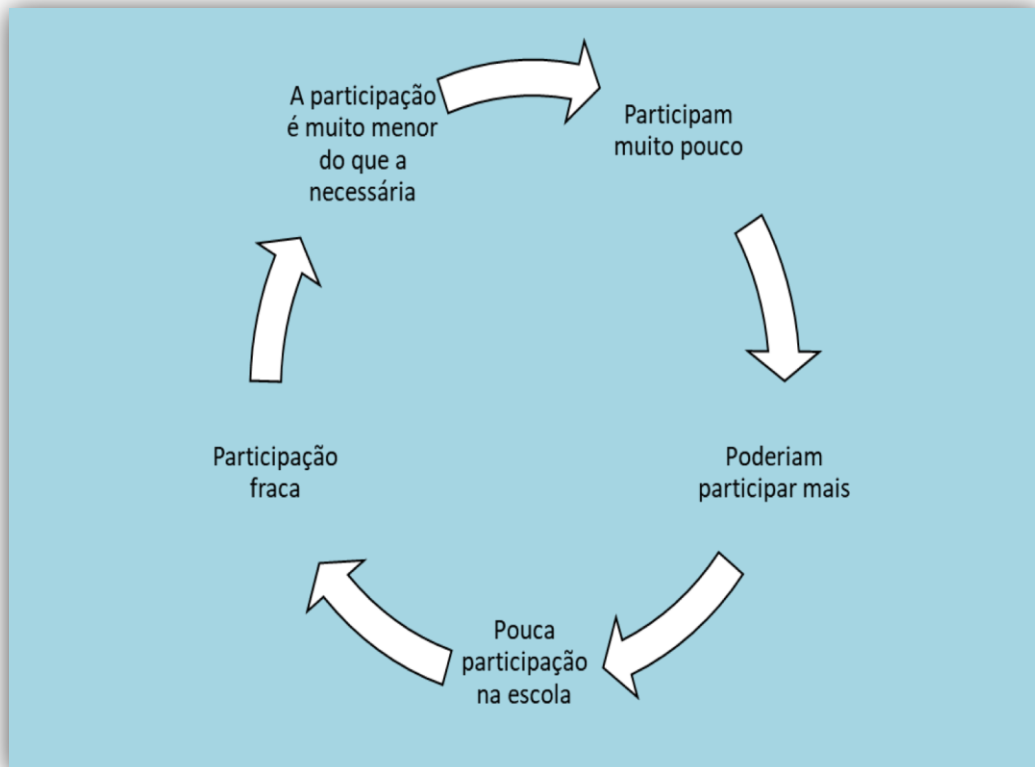 A participação
é muito menor
do que a
necessária
Participam
muito pouco
Poderiam
participar mais
Pouca
participação
na escola
Participação
fraca